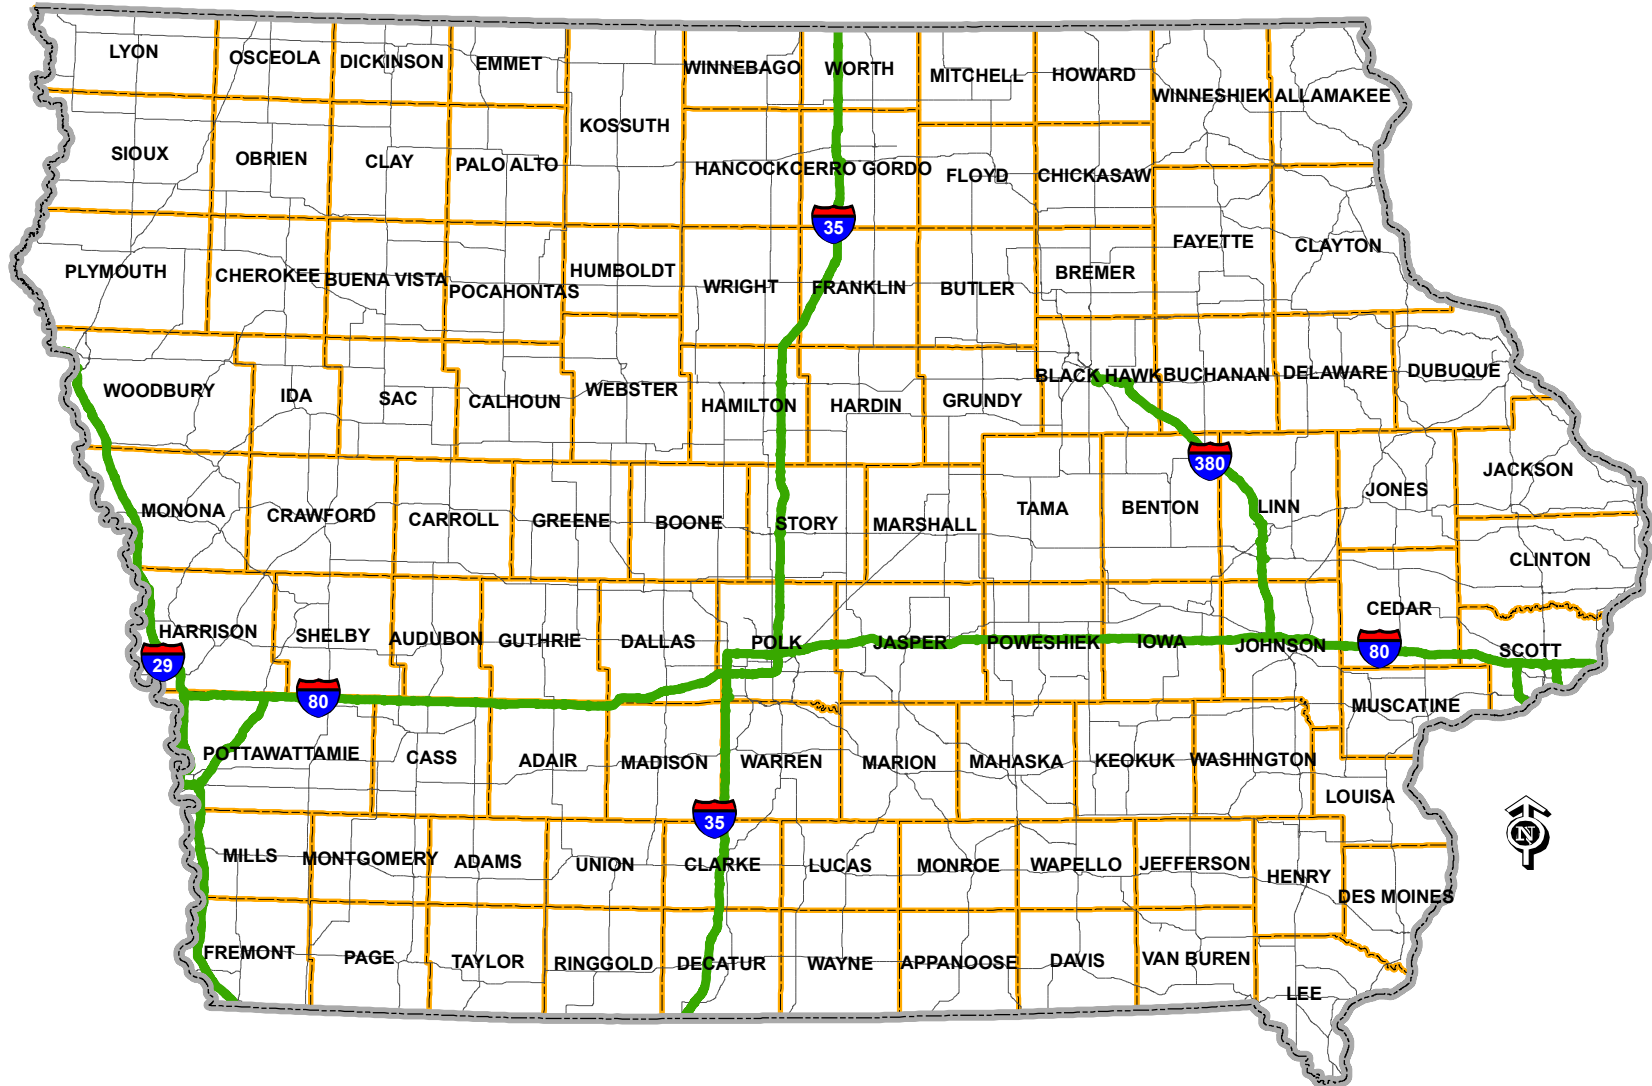 LYON
OSCEOLA
DICKINSON
EMMET
WINNEBAGO
WORTH
MITCHELL
HOWARD
WINNESHIEK
ALLAMAKEE
KOSSUTH
SIOUX
OBRIEN
CLAY
PALO ALTO
HANCOCK
CERRO GORDO
FLOYD
CHICKASAW
35
FAYETTE
CLAYTON
PLYMOUTH
CHEROKEE
BUENA VISTA
POCAHONTAS
HUMBOLDT
WRIGHT
FRANKLIN
BUTLER
BREMER
WOODBURY
IDA
SAC
CALHOUN
WEBSTER
HAMILTON
HARDIN
GRUNDY
BLACK HAWK
BUCHANAN
DELAWARE
DUBUQUE
380
JACKSON
MONONA
CRAWFORD
CARROLL
GREENE
BOONE
STORY
MARSHALL
TAMA
BENTON
LINN
JONES
CLINTON
HARRISON
SHELBY
AUDUBON
GUTHRIE
DALLAS
POLK
JASPER
POWESHIEK
IOWA
JOHNSON
CEDAR
80
SCOTT
29
80
MUSCATINE
POTTAWATTAMIE
CASS
ADAIR
MADISON
WARREN
MARION
MAHASKA
KEOKUK
WASHINGTON
LOUISA
35
N
MILLS
MONTGOMERY
ADAMS
UNION
CLARKE
LUCAS
MONROE
WAPELLO
JEFFERSON
HENRY
DES MOINES
FREMONT
PAGE
TAYLOR
RINGGOLD
DECATUR
WAYNE
APPANOOSE
DAVIS
VAN BUREN
LEE